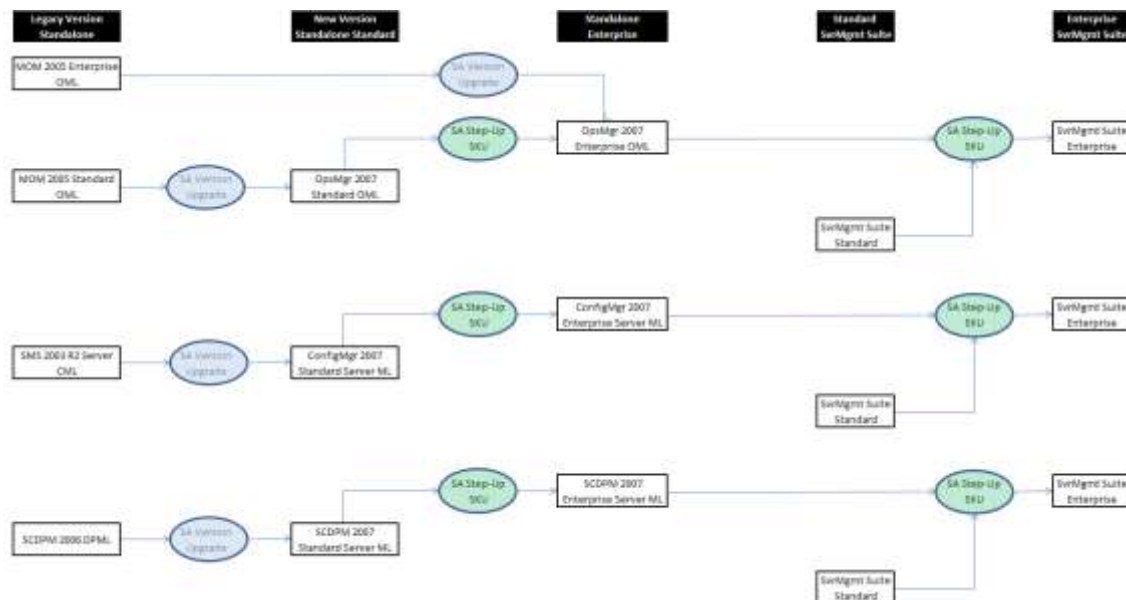 Legacy Version
Standalone
New Version
Standalone Standard
Standalone
Enterprise
Standard
SvrMgmt Suite
Enterprise
SvrMgmt Suite
MOM 2005 Enterprise
OML
SA Version
Upgrade
SA Step-Up
SKU
OpsMgr 2007
Enterprise OML
SA Step-Up
SKU
SvrMgmt Suite
Enterprise
MOM 2005 Standard
OML
SA Version
Upgrade
OpsMgr 2007
Standard OML
SvrMgmt Suite
Standard
SA Step-Up
SKU
ConfigMgr 2007
Enterprise Server ML
SA Step-Up
SKU
SvrMgmt Suite
Enterprise
SMS 2003 R2 Server
CML
SA Version
Upgrade
ConfigMgr 2007
Standard Server ML
SvrMgmt Suite
Standard
SA Step-Up
SKU
SCDPM 2007
Enterprise Server ML
SA Step-Up
SKU
SvrMgmt Suite
Enterprise
SCDPM 2006 DPML
SA Version
Upgrade
SCDPM 2007
Standard Server ML
SvrMgmt Suite
Standard